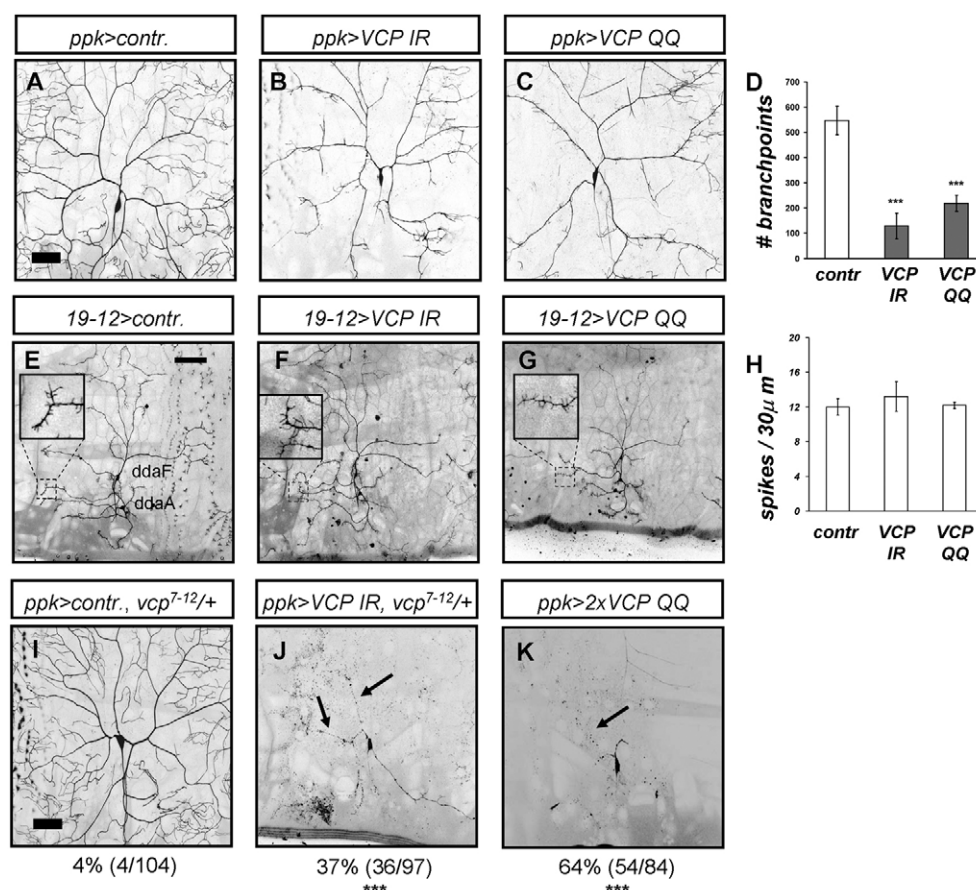 ppk>contr.
ppk>VCP IR
ppk>VCP QQ
A
B
C
D
# branchpoints
700
600
500
400
300
200
100
0
***
***
contr
VCP IR
VCP QQ
19-12>contr.
19-12>VCP IR
19-12>VCP QQ
E
ddaF
ddaA
F
G
H
spikes / 30μ m
20
16
12
8
4
0
contr
VCP IR
VCP QQ
ppk>contr., vcp7-12/+
ppk>VCP IR, vcp7-12/+
ppk>2xVCP QQ
I
J
K
4% (4/104)
37% (36/97)
***
64% (54/84)
***